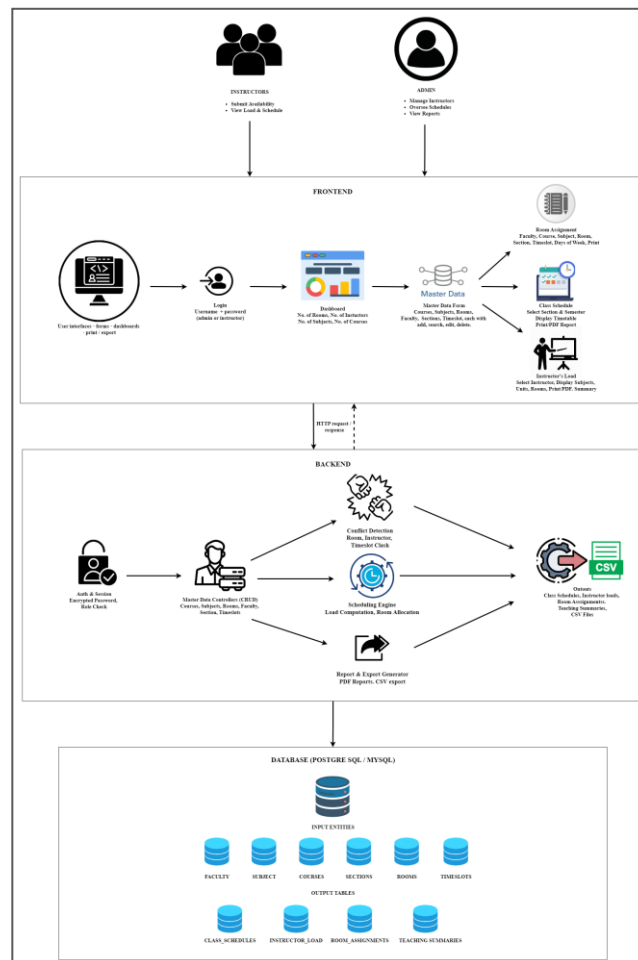 INSTRUCTORS
• Submit Availability
• View Load & Schedule
ADMIN
• Manage Instructors
• Oversee Schedules
• View Reports
FRONTEND
User interfaces - forms - dashboards
/ print / export
Login
Username + password
(admin or instructor)
Dashboard
No. of Rooms, No. of Instuctors
No. of Subjects, No. of Courses
Master Data
Master Data Form
Courses, Subjects, Rooms,
Faculty, Sections, Timeslot, each with
add, search, edit, delete.
Room Assignment
Faculty, Course, Subject, Room,
Section, Timeslot, Days of Week, Print
Class Schedule
Select Section & Semester
Display Timetable
Print/PDF Report
Instructor's Load
Select Instructor, Display Subjects,
Units, Rooms, Print/PDF, Summary
HTTP request /
response
BACKEND
Auth & Session
Encrypted Password,
Role Check
Master Data Controllers (CRUD)
Courses, Subjects, Rooms, Faculty,
Section, Timeslots
Conflict Detection
Room, Instructor,
Timeslot Clash
Scheduling Engine
Load Computation, Room Allocation
Report & Export Generator
PDF Reports, CSV export
CSV
Outputs
Class Schedules, Instructor loads,
Room Assignments,
Teaching Summaries,
CSV Files
DATABASE (POSTGRE SQL / MYSQL)
INPUT ENTITIES
FACULTY
SUBJECT
COURSES
SECTIONS
ROOMS
TIMESLOTS
OUTPUT TABLES
CLASS_SCHEDULES
INSTRUCTOR_LOAD
ROOM_ASSIGNMENTS
TEACHING SUMMARIES